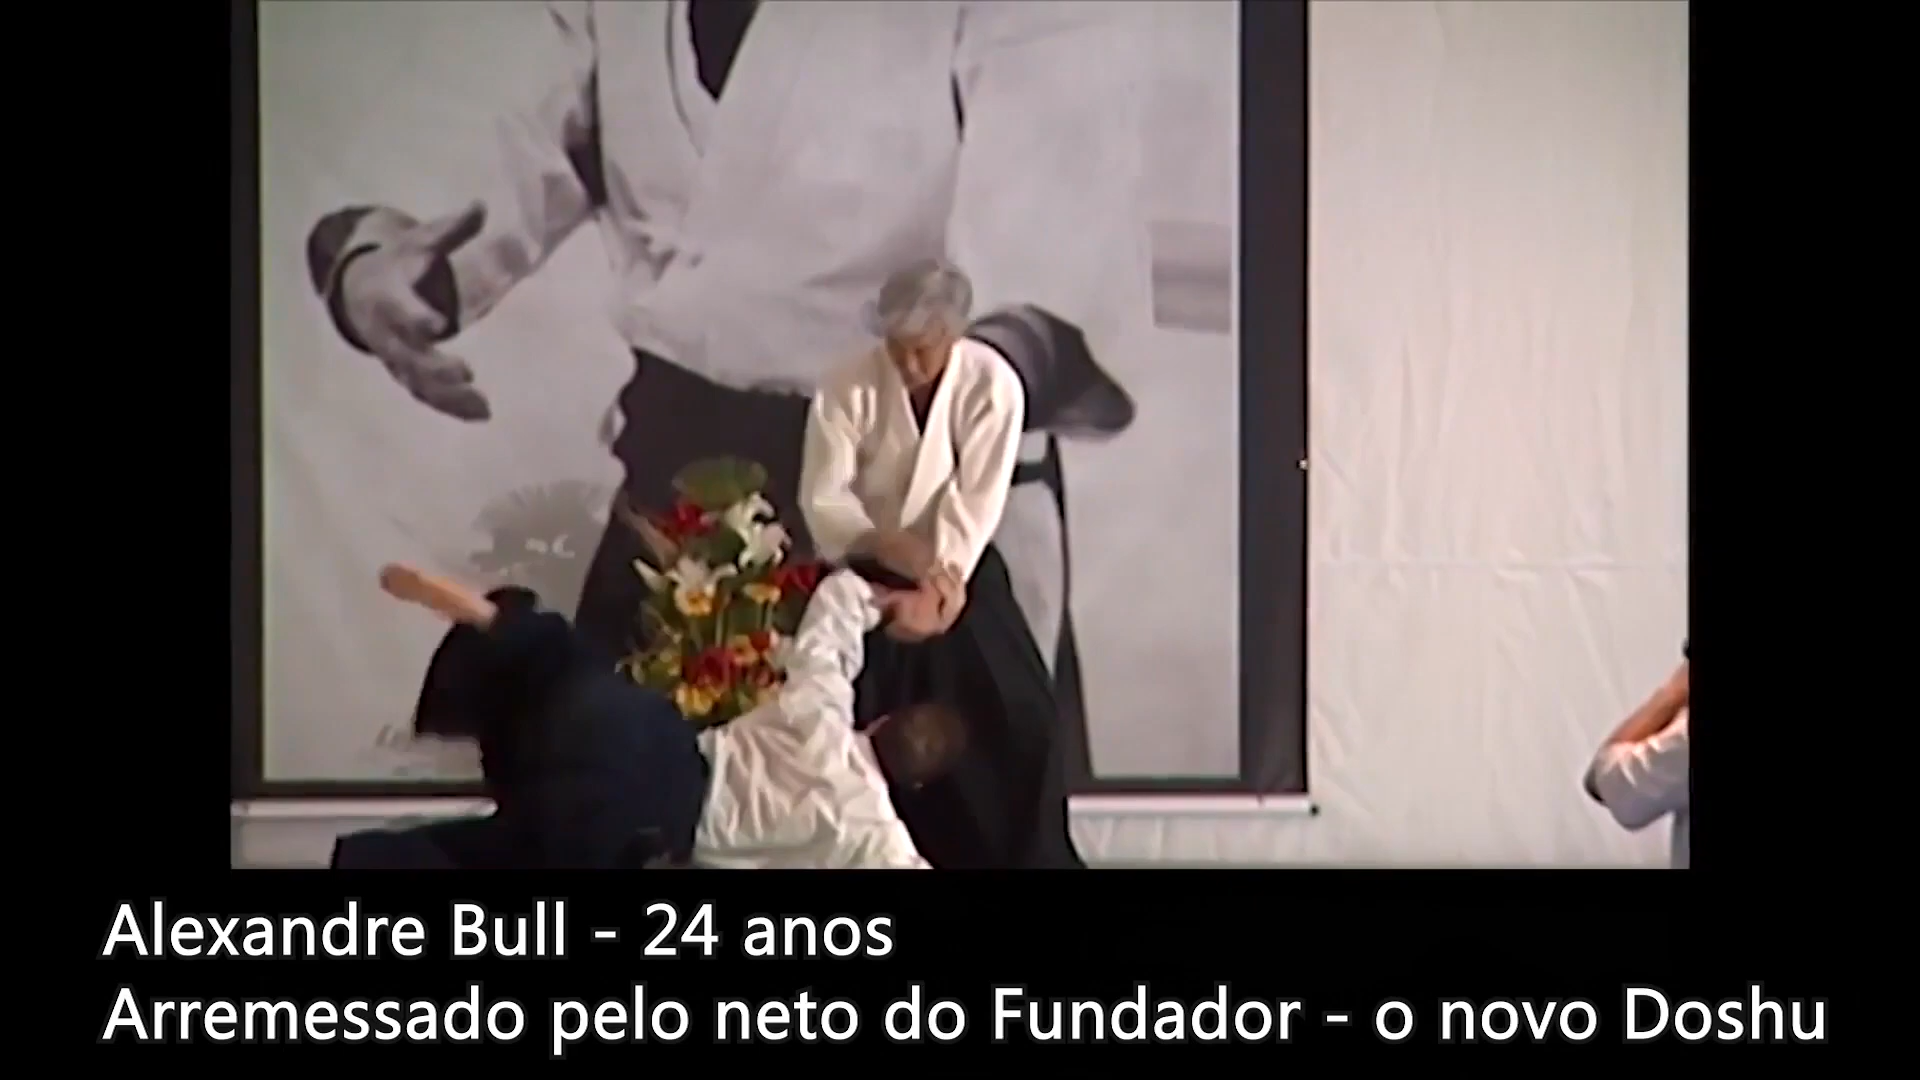 Alexandre Bull - 24 anos
Arremessado pelo neto do Fundador - o novo Doshu